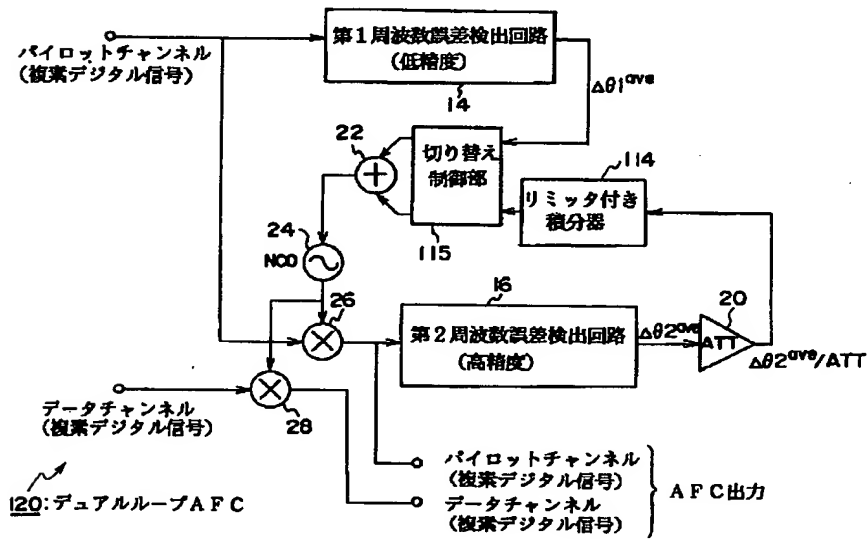 パイロットチャンネル
(複素デジタル信号)
第1周波数誤差検出回路
(低精度)
14
Δθ1ave
22
切り替え
制御部
115
114
リミッタ付き
積分器
24
NCO
26
16
第2周波数誤差検出回路
(高精度)
Δθ2ave
20
ATT
Δθ2ave/ATT
データチャンネル
(複素デジタル信号)
28
パイロットチャンネル
(複素デジタル信号)
データチャンネル
(複素デジタル信号)
AFC出力
120:デュアルループAFC